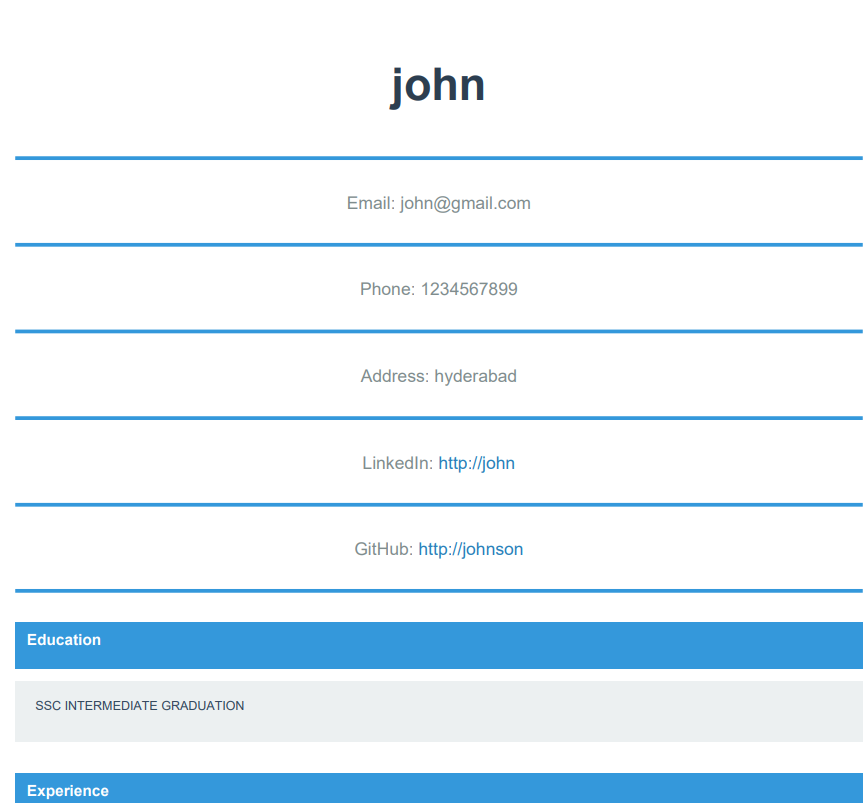 john
Email: john@gmail.com
Phone: 1234567899
Address: hyderabad
LinkedIn: http://john
GitHub: http://johnson
Education
SSC INTERMEDIATE GRADUATION
Experience